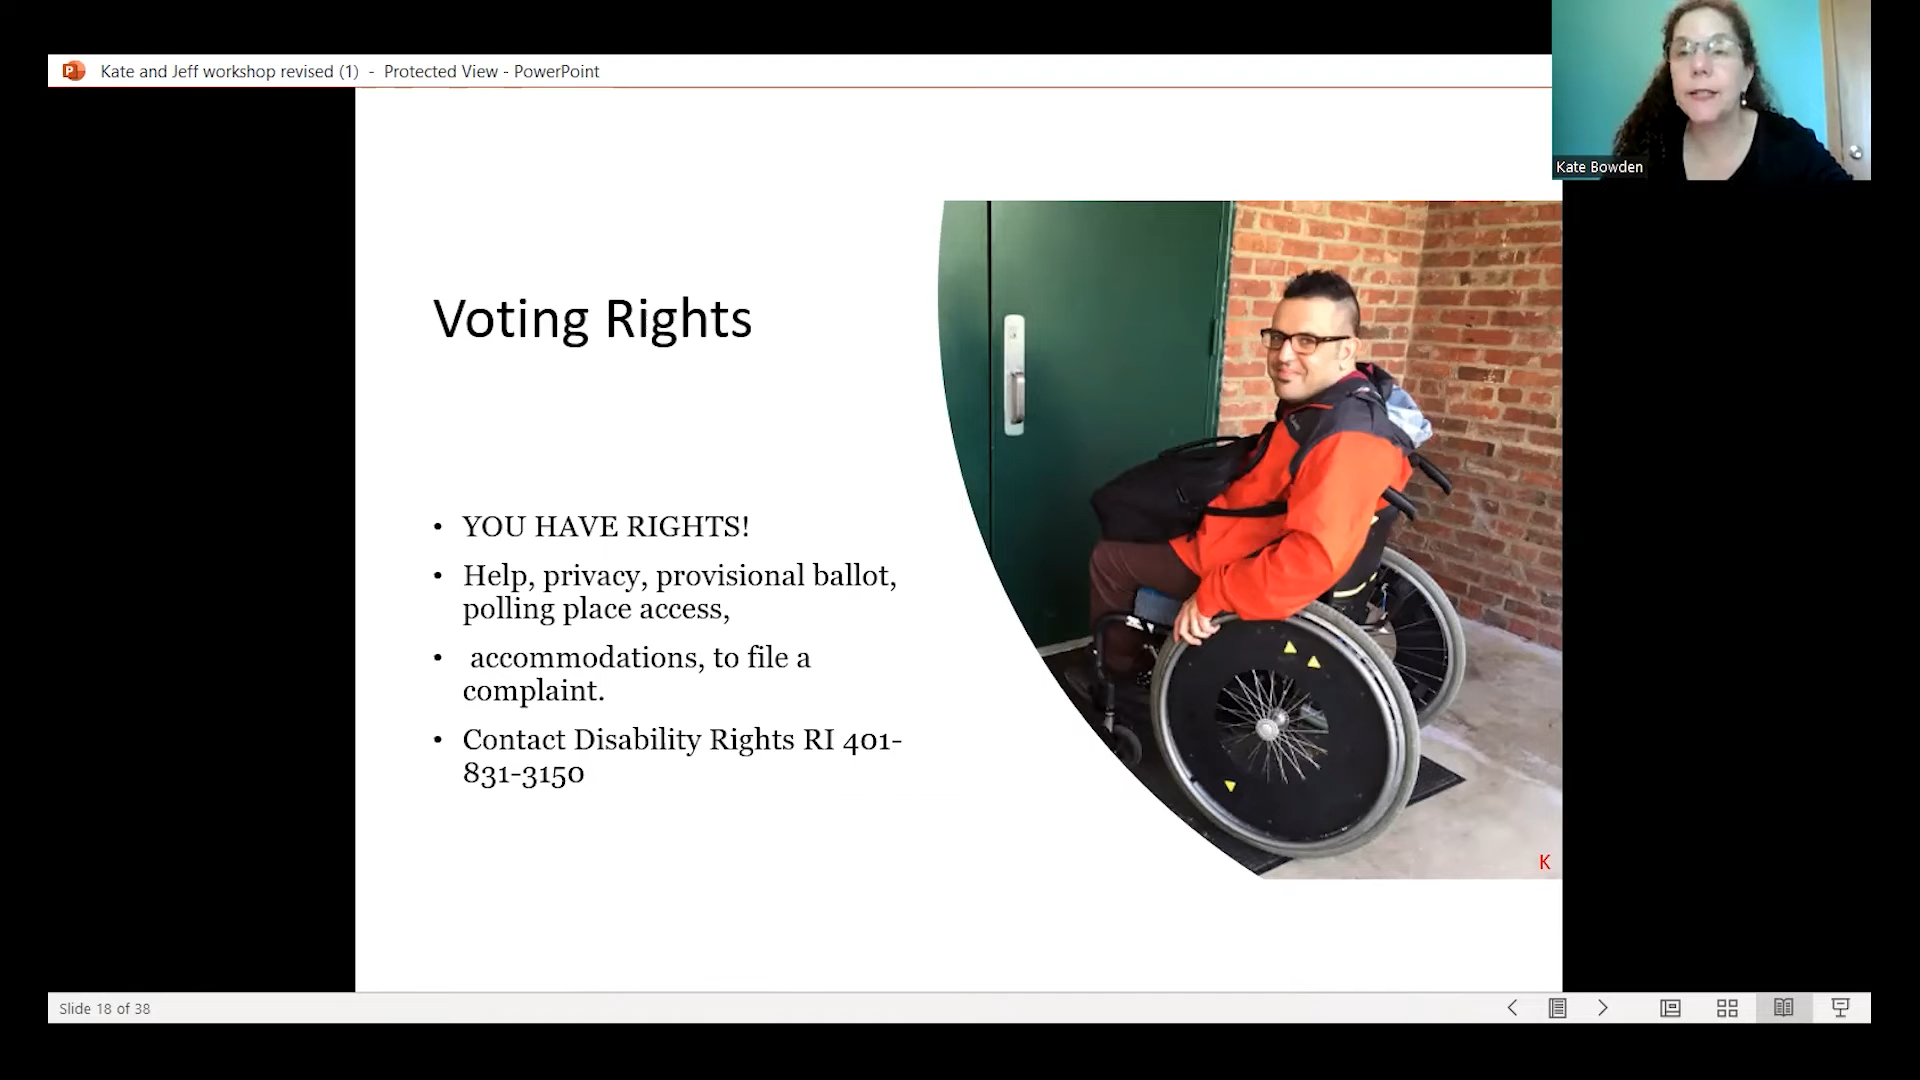 Kate and Jeff workshop revised (1)  -  Protected View - PowerPoint
Kate Bowden
Voting Rights
• YOU HAVE RIGHTS!
• Help, privacy, provisional ballot,
polling place access,
• accommodations, to file a
complaint.
• Contact Disability Rights RI 401-
831-3150
K
Slide 18 of 38